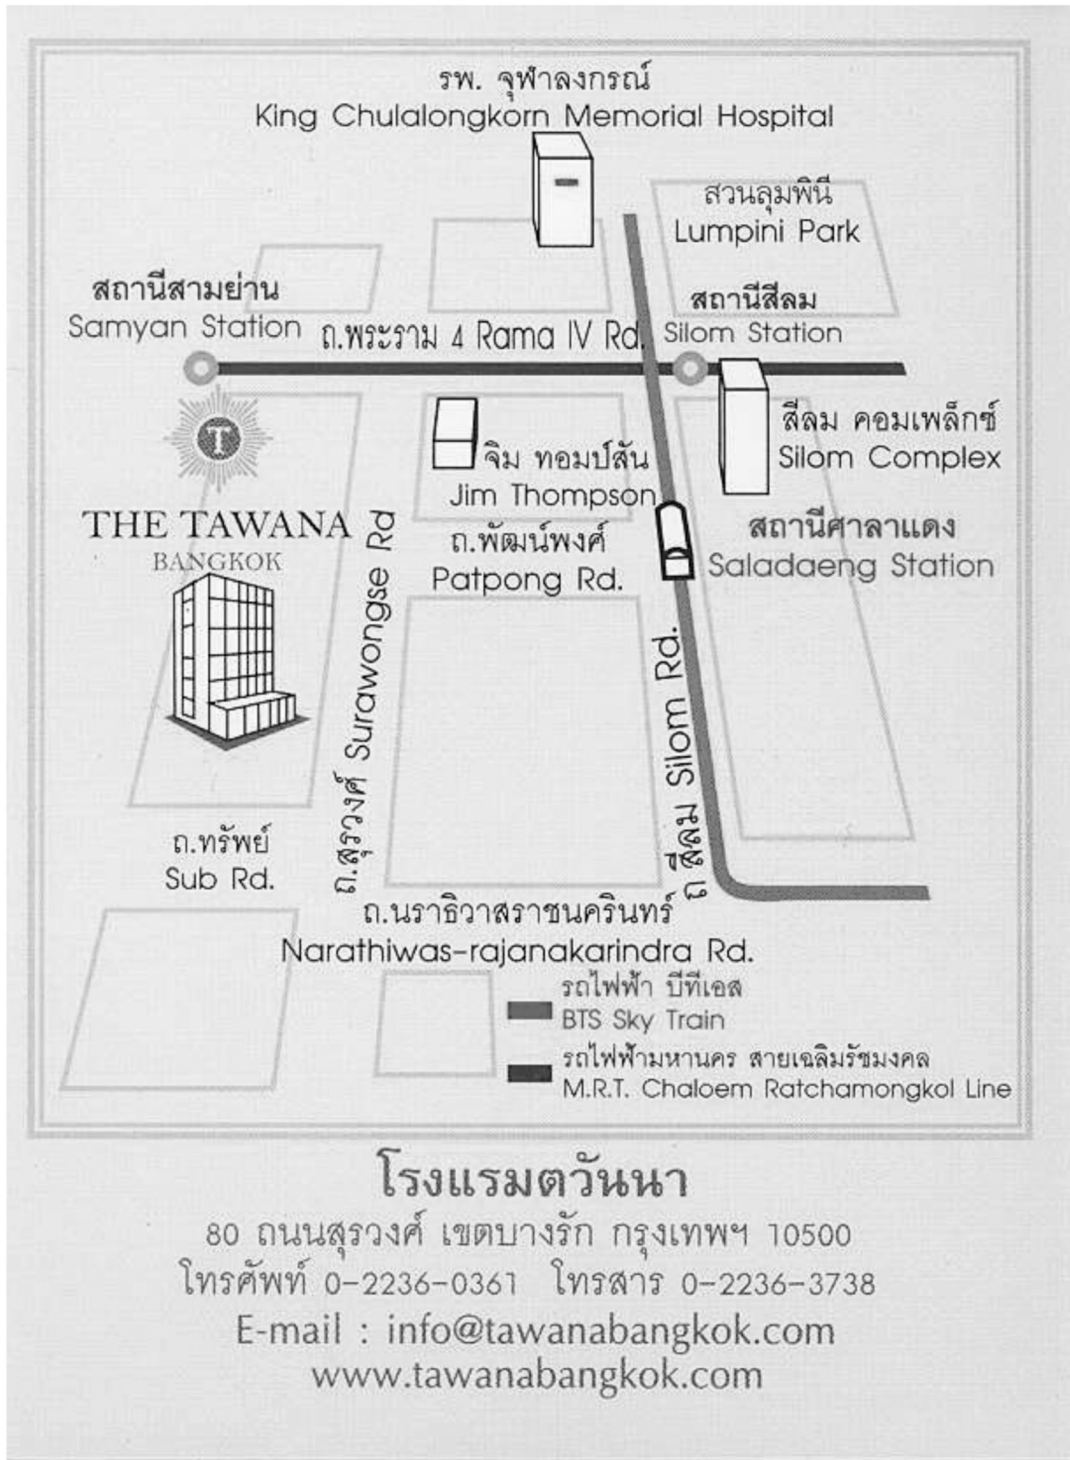 รพ. จุฬาลงกรณ์
King Chulalongkorn Memorial Hospital
สวนลุมพินี
Lumpini Park
สถานีสามย่าน
Samyan Station
ถ.พระราม 4 Rama IV Rd.
สถานีสีลม
Silom Station
สีลม คอมเพล็กซ์
Silom Complex
จิม ทอมป์สัน
Jim Thompson
T
THE TAWANA
BANGKOK
ถ.พัฒน์พงศ์
Patpong Rd.
สถานีศาลาแดง
Saladaeng Station
ถ.สุรวงศ์ Surawongse Rd
ถ สีลม Silom Rd.
ถ.ทรัพย์
Sub Rd.
ถ.นราธิวาสราชนครินทร์
Narathiwas-rajanakarindra Rd.
รถไฟฟ้า บีทีเอส
BTS Sky Train
รถไฟฟ้ามหานคร สายเฉลิมรัชมงคล
M.R.T. Chaloem Ratchamongkol Line
โรงแรมตวันนา
80 ถนนสุรวงศ์ เขตบางรัก กรุงเทพฯ 10500
โทรศัพท์ 0-2236-0361 โทรสาร 0-2236-3738
E-mail : info@tawanabangkok.com
www.tawanabangkok.com